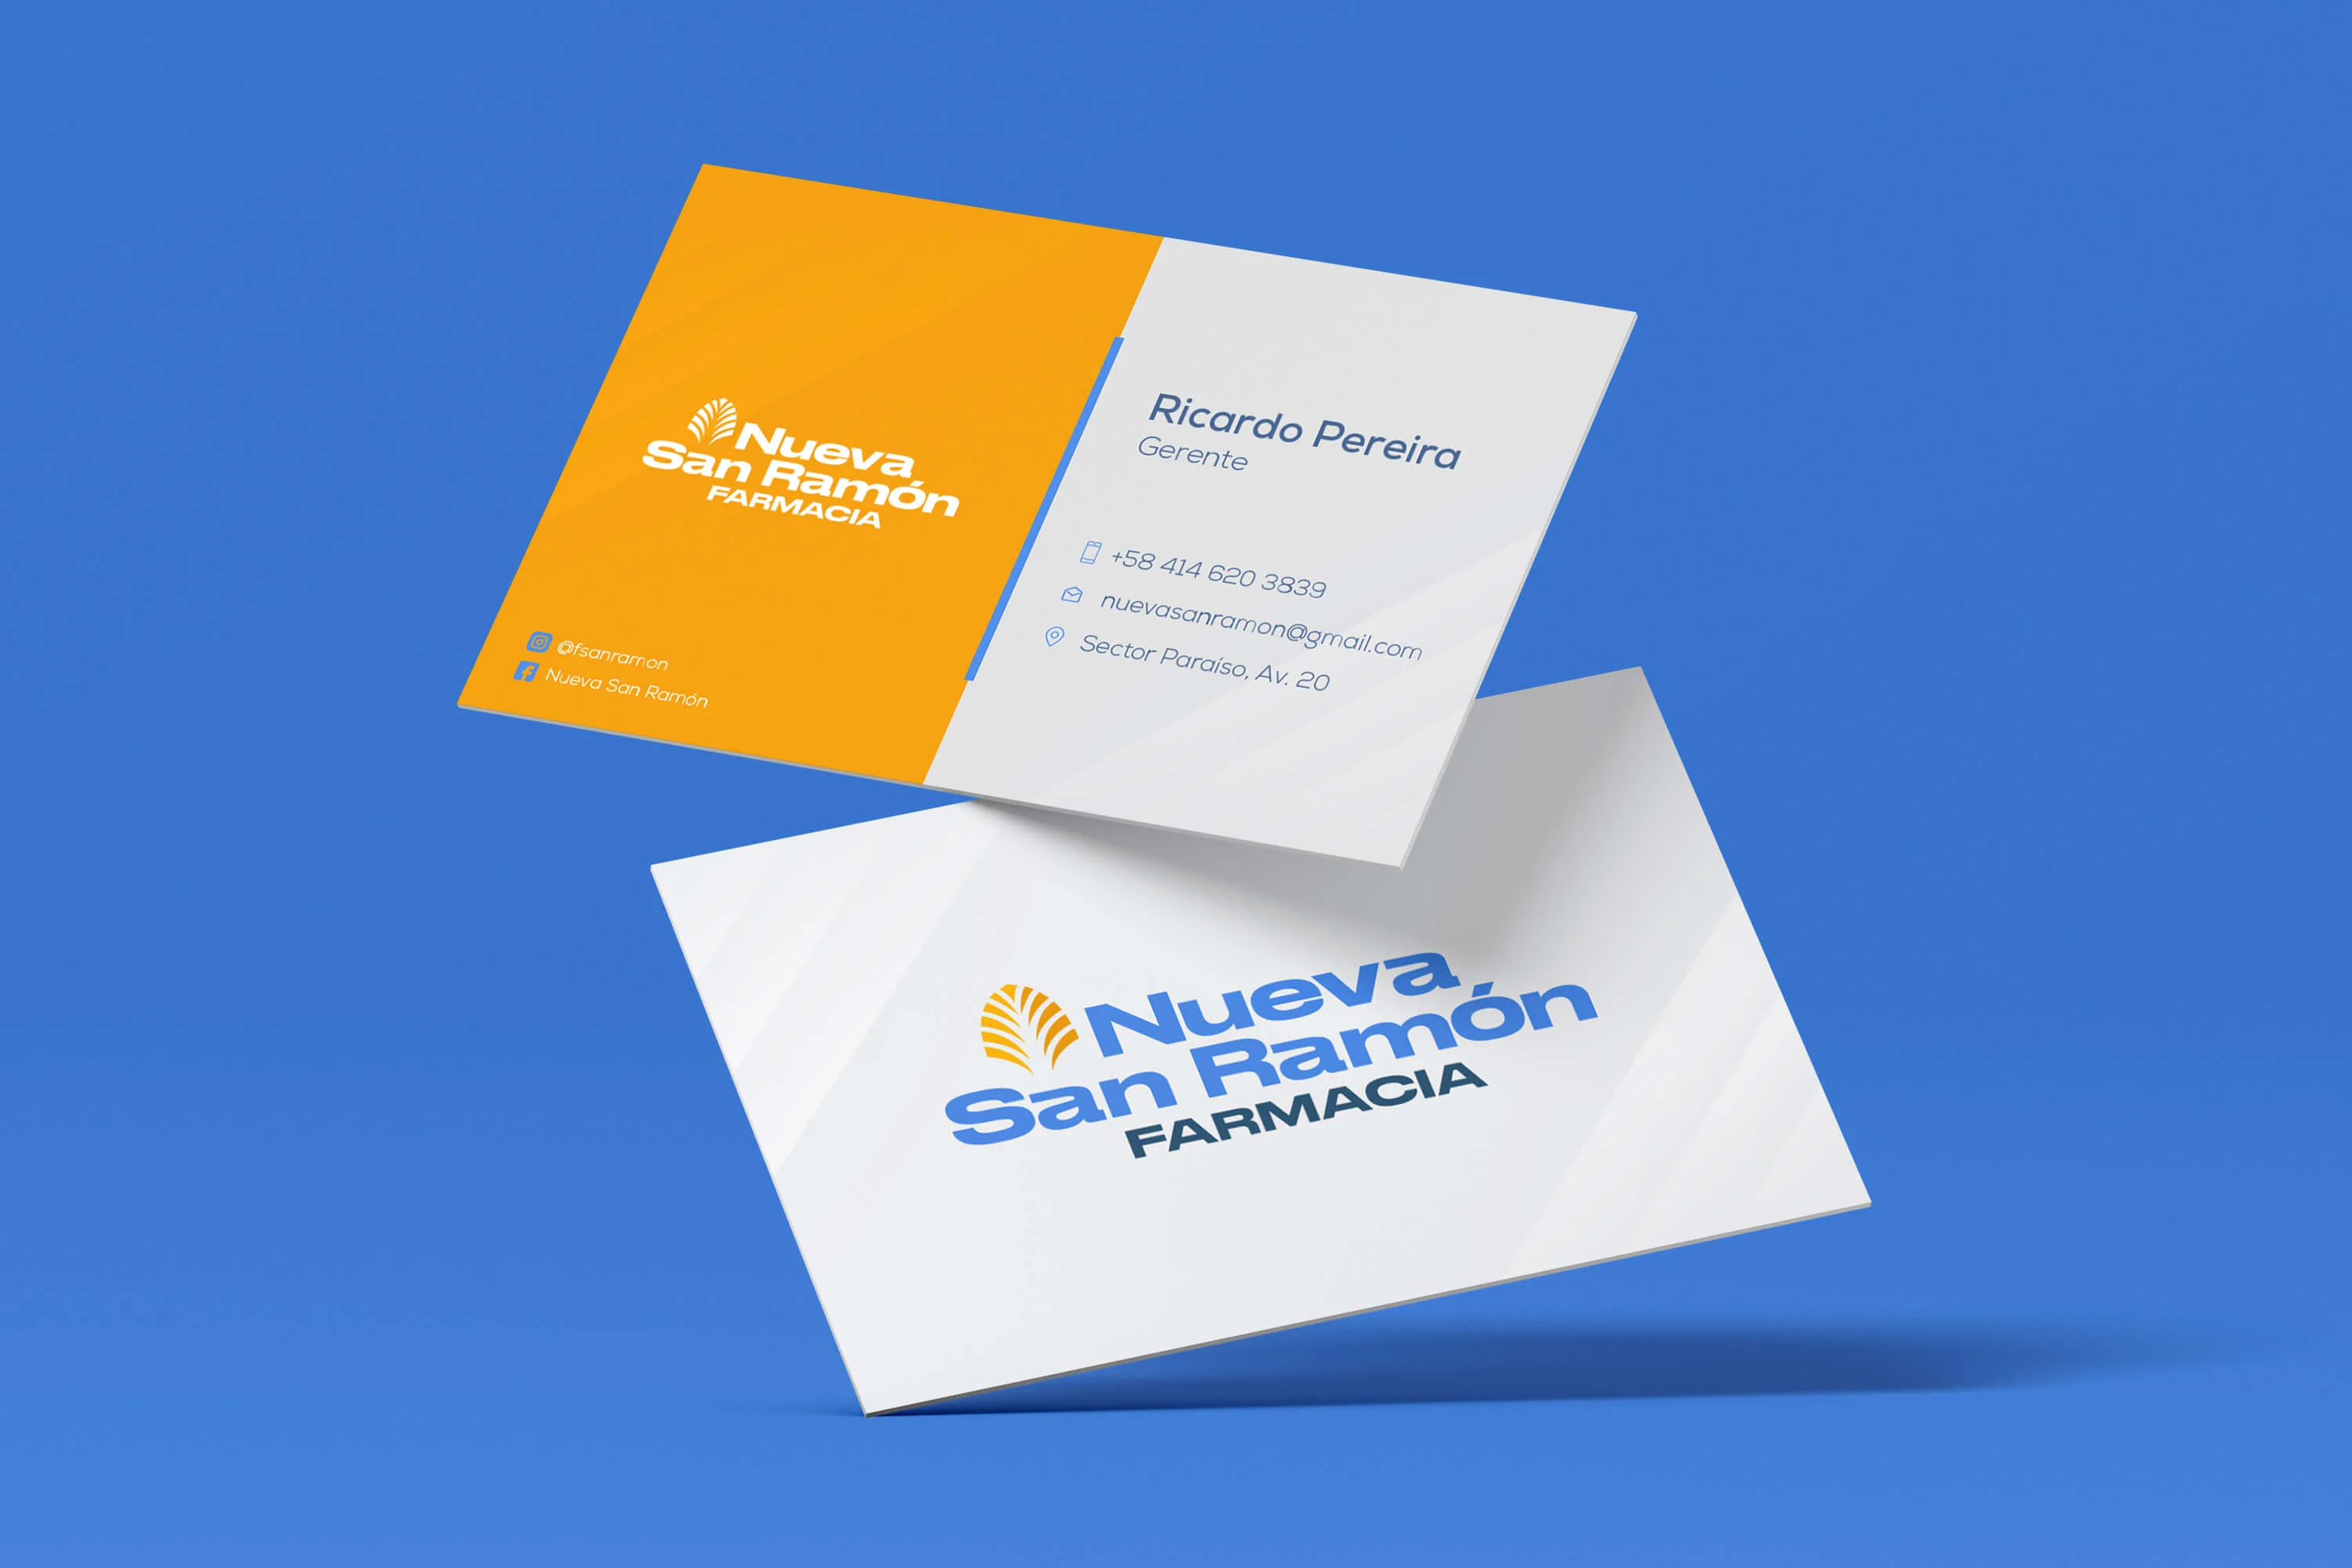 Nueva
San Ramón
FARMACIA
@fsanramon
Nueva San Ramón
Ricardo Pereira
Gerente
+58 414 620 3839
nuevasanramon@gmail.com
Sector Paraíso, Av. 20
Nueva
San Ramón
FARMACIA